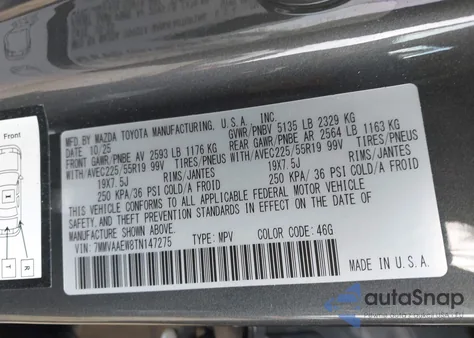 MFD. BY MAZDA TOYOTA MANUFACTURING, U.S.A., INC.
DATE: 10/25 GVWR/PNBV 5135 LB 2329 KG
FRONT GAWR/PNBE AV 2593 LB 1176 KG REAR GAWR/PNBE AR 2564 LB 1163 KG
WITH/AVEC225/55R19 99V TIRES/PNEUS WITH/AVEC225/55R19 99V TIRES/PNEUS
19X7.5J RIMS/JANTES 19X7.5J RIMS/JANTES
250 KPA/36 PSI COLD/A FROID 250 KPA/36 PSI COLD/A FROID
THIS VEHICLE CONFORMS TO ALL APPLICABLE FEDERAL MOTOR VEHICLE
SAFETY AND THEFT PREVENTION STANDARDS IN EFFECT ON THE DATE OF
MANUFACTURE SHOWN ABOVE.
VIN: 7MMVAAEW8TN147275 TYPE: MPV COLOR CODE: 46G
MADE IN U.S.A.
Front
T
R
autoSnap